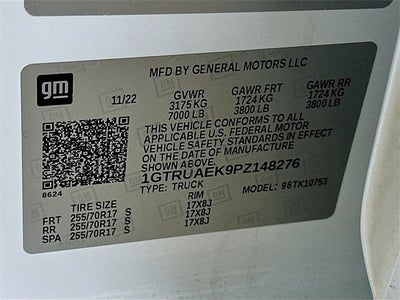 gm
MFD BY GENERAL MOTORS LLC
11/22 GVWR GAWR FRT GAWR RR
3175 KG 1724 KG 1724 KG
7000 LB 3800 LB 3800 LB
THIS VEHICLE CONFORMS TO ALL
APPLICABLE U.S. FEDERAL MOTOR
VEHICLE SAFETY STANDARDS IN EFFECT
ON THE DATE OF MANUFACTURE
SHOWN ABOVE.
1GTRUAEK9PZ148276
8624 TYPE: TRUCK MODEL: 96TK10753
TIRE SIZE RIM
FRT 255/70R17 S 17X8J
RR 255/70R17 S 17X8J
SPA 255/70R17 S 17X8J